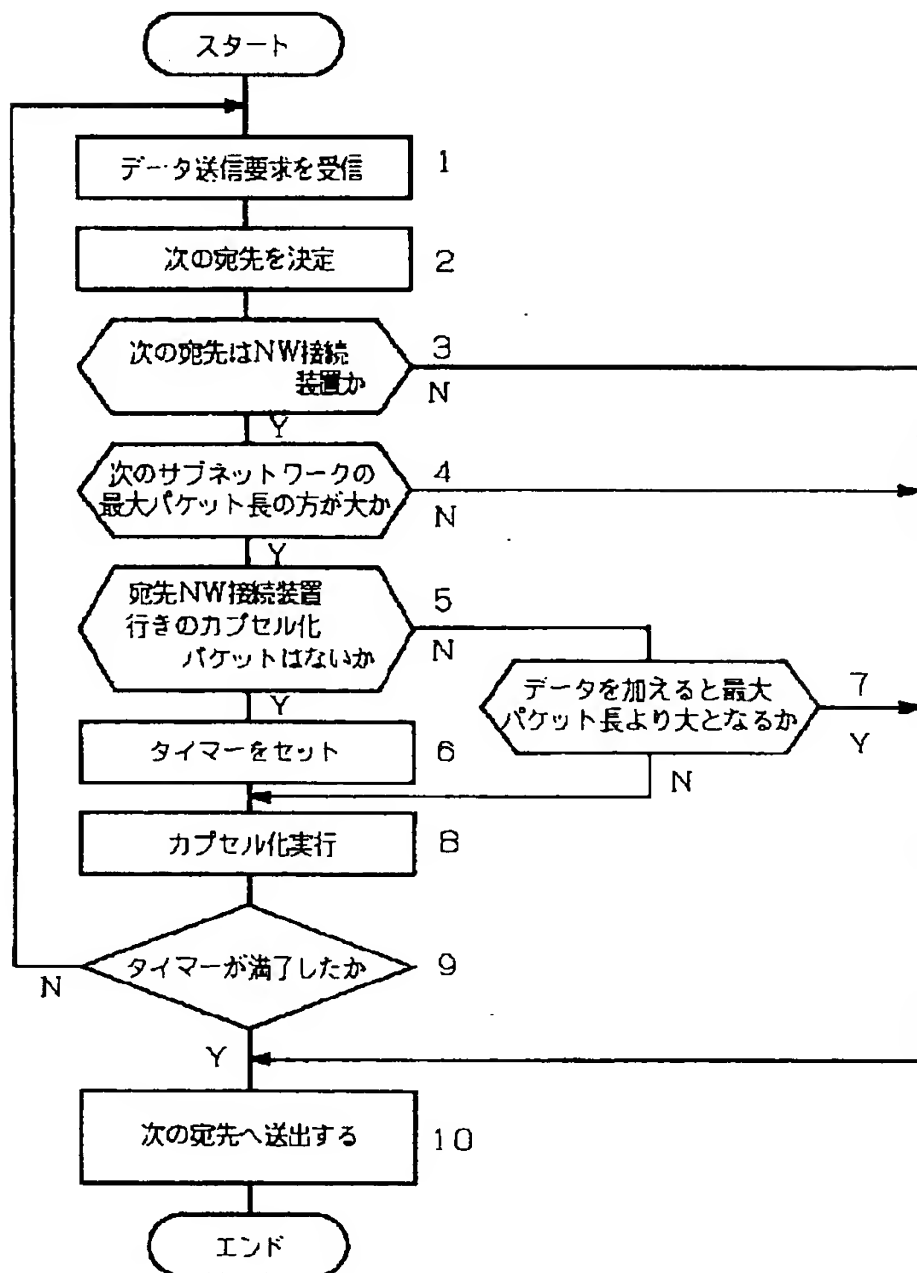 スタート
データ送信要求を受信
1
次の宛先を決定
2
次の宛先はNW接続
装置か
3
N
Y
次のサブネットワークの
最大パケット長の方が大か
4
N
Y
宛先NW接続装置
行きのカプセル化
パケットはないか
5
N
Y
データを加えると最大
パケット長より大となるか
7
Y
N
タイマーをセット
6
カプセル化実行
8
タイマーが満了したか
9
N
Y
次の宛先へ送出する
10
エンド